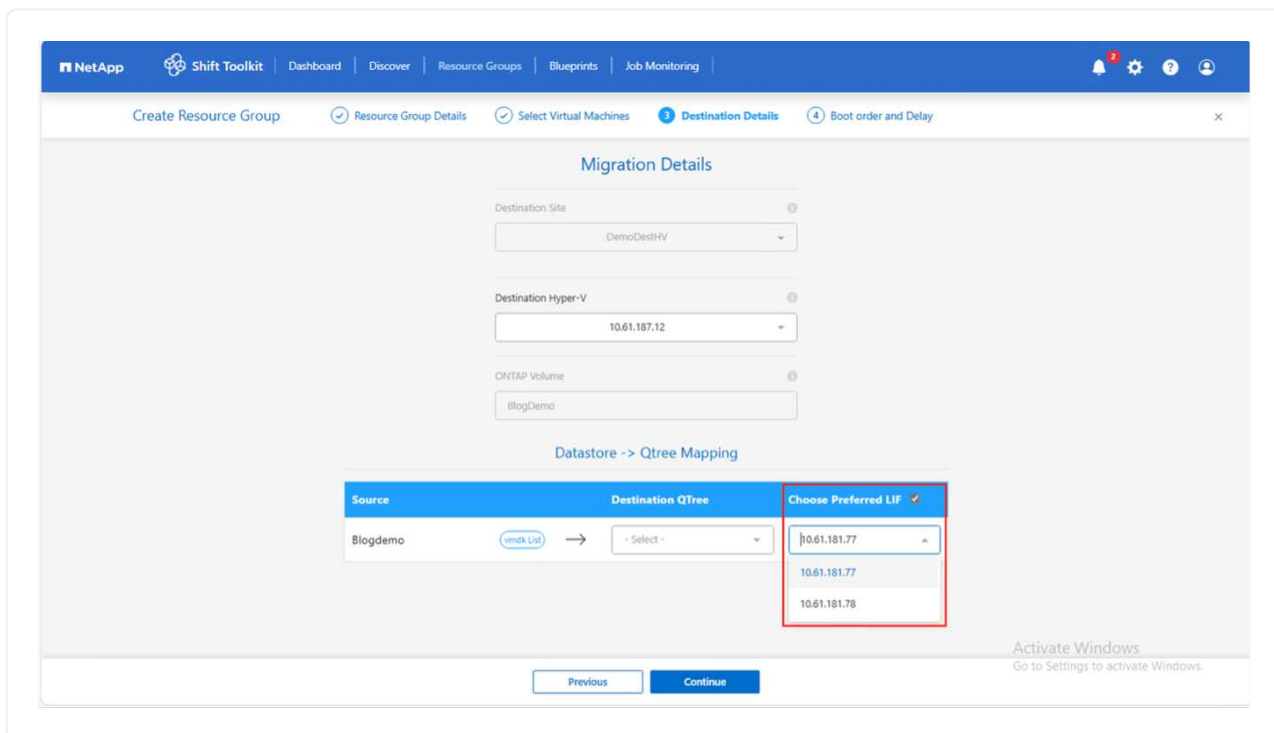 NetApp Shift Toolkit Dashboard Discover Resource Groups Blueprints Job Monitoring 2 ?
Create Resource Group Resource Group Details Select Virtual Machines 3 Destination Details 4 Boot order and Delay ×
Migration Details
Destination Site
DemoDestHV
Destination Hyper-V
10.61.187.12
ONTAP Volume
BlogDemo
Datastore -> Qtree Mapping
Source Destination QTree Choose Preferred LIF
Blogdemo vmdk List → - Select - 10.61.181.77
10.61.181.77
10.61.181.78
Activate Windows
Go to Settings to activate Windows.
Previous Continue